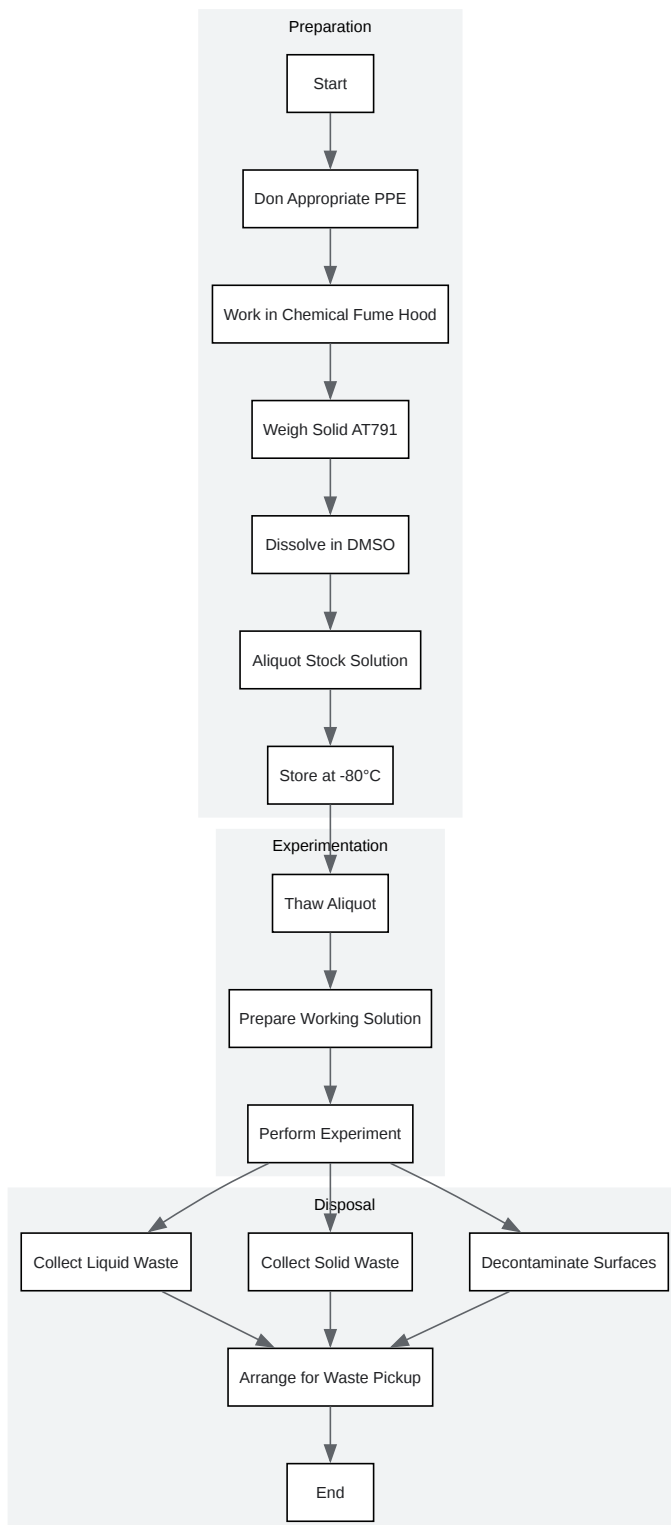 Preparation
Start
Don Appropriate PPE
Work in Chemical Fume Hood
Weigh Solid AT791
Dissolve in DMSO
Aliquot Stock Solution
Store at -80°C
Experimentation
Thaw Aliquot
Prepare Working Solution
Perform Experiment
Disposal
Collect Liquid Waste
Collect Solid Waste
Decontaminate Surfaces
Arrange for Waste Pickup
End